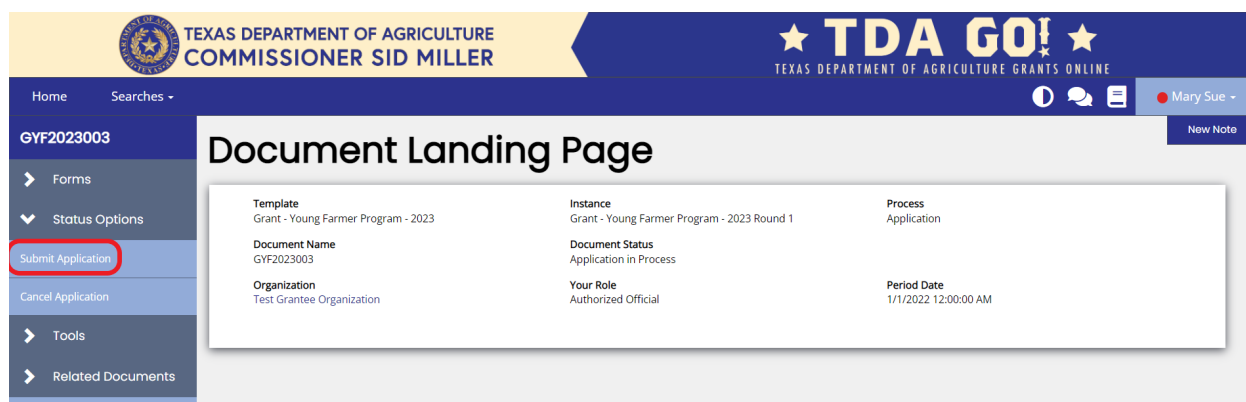 TEXAS DEPARTMENT OF AGRICULTURE
COMMISSIONER SID MILLER
TDA GO!
TEXAS DEPARTMENT OF AGRICULTURE GRANTS ONLINE
Home Searches
Mary Sue
New Note
GYF2023003
Forms
Status Options
Submit Application
Cancel Application
Tools
Related Documents
Document Landing Page
Template Instance Process
Grant - Young Farmer Program - 2023 Grant - Young Farmer Program - 2023 Round 1 Application
Document Name Document Status
GYF2023003 Application in Process
Organization Your Role Period Date
Test Grantee Organization Authorized Official 1/1/2022 12:00:00 AM